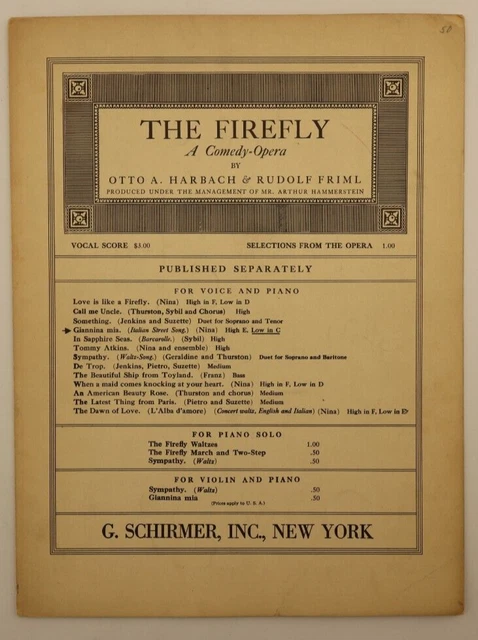 50
THE FIREFLY
A Comedy-Opera
BY
OTTO A. HARBACH & RUDOLF FRIML
PRODUCED UNDER THE MANAGEMENT OF MR. ARTHUR HAMMERSTEIN
VOCAL SCORE $3.00 SELECTIONS FROM THE OPERA 1.00
PUBLISHED SEPARATELY
FOR VOICE AND PIANO
Love is like a Firefly. (Nina) High in F, Low in D
Call me Uncle. (Thurston, Sybil and Chorus) High
Something. (Jenkins and Suzette) Duet for Soprano and Tenor
Giannina mia. (Italian Street Song.) (Nina) High E, Low in C
In Sapphire Seas. (Barcarolle.) (Sybil) High
Tommy Atkins. (Nina and ensemble) High
Sympathy. (Waltz-Song.) (Geraldine and Thurston) Duet for Soprano and Baritone
De Trop. (Jenkins, Pietro, Suzette) Medium
The Beautiful Ship from Toyland. (Franz) Bass
When a maid comes knocking at your heart. (Nina) High in F, Low in D
An American Beauty Rose. (Thurston and chorus) Medium
The Latest Thing from Paris. (Pietro and Suzette) Medium
The Dawn of Love. (L'Alba d'amore) (Concert waltz, English and Italian) (Nina) High in F, Low in E♭
FOR PIANO SOLO
The Firefly Waltzes 1.00
The Firefly March and Two-Step .50
Sympathy. (Waltz) .50
FOR VIOLIN AND PIANO
Sympathy. (Waltz) .50
Giannina mia .50
(Prices apply to U. S. A.)
G. SCHIRMER, INC., NEW YORK